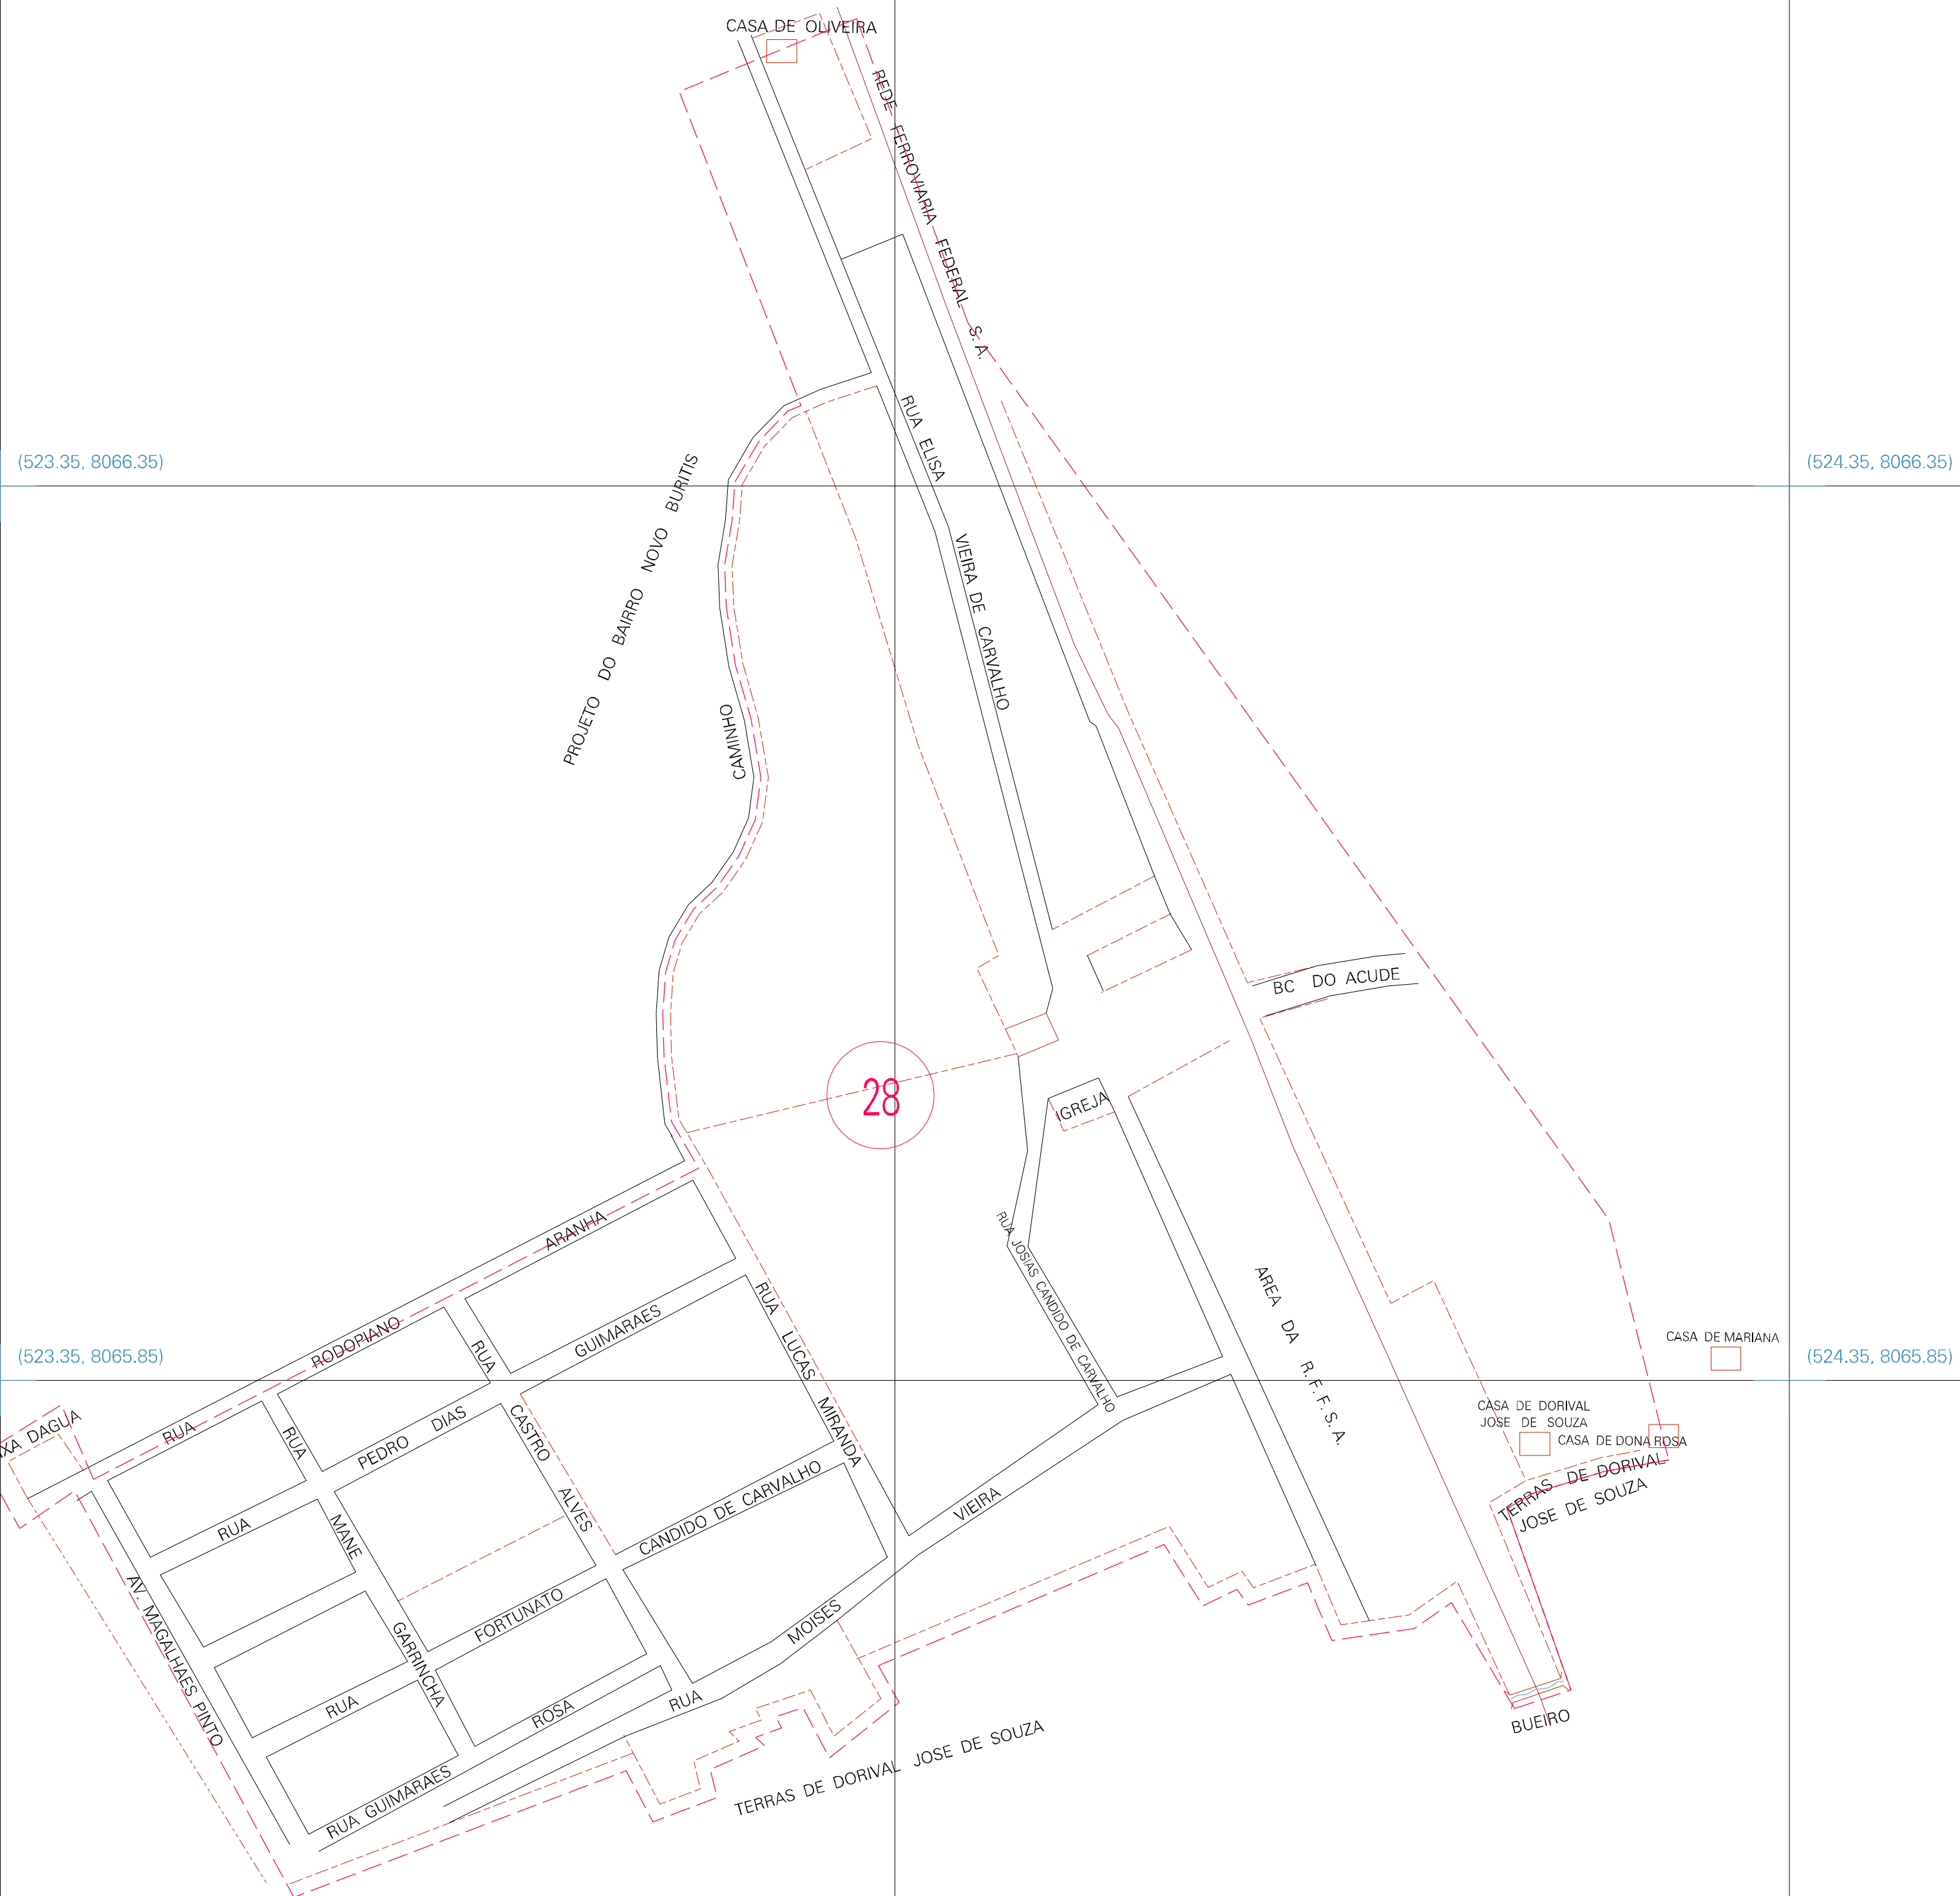 CASA DE OLIVEIRA
REDE FERROVIARIA FEDERAL S. A.
RUA ELISA VIEIRA DE CARVALHO
(523.35, 8066.35)
(524.35, 8066.35)
PROJETO DO BAIRRO NOVO BURITIS
CAMINHO
BC DO ACUDE
28
IGREJA
RUA JOSIAS CANDIDO DE CARVALHO
AREA DA R. F. F. S. A.
(523.35, 8065.85)
(524.35, 8065.85)
CASA DE MARIANA
CASA DE DORIVAL
JOSE DE SOUZA
CASA DE DONA ROSA
TERRAS DE DORIVAL
JOSE DE SOUZA
BUEIRO
IXA DAGUA
RUA RODOPIANO ARANHA
RUA PEDRO DIAS GUIMARAES
RUA LUCAS MIRANDA
RUA CASTRO ALVES
RUA MANE GARRINCHA
AV. MAGALHAES PINTO
RUA FORTUNATO CANDIDO DE CARVALHO
RUA GUIMARAES ROSA
RUA MOISES VIEIRA
TERRAS DE DORIVAL JOSE DE SOUZA